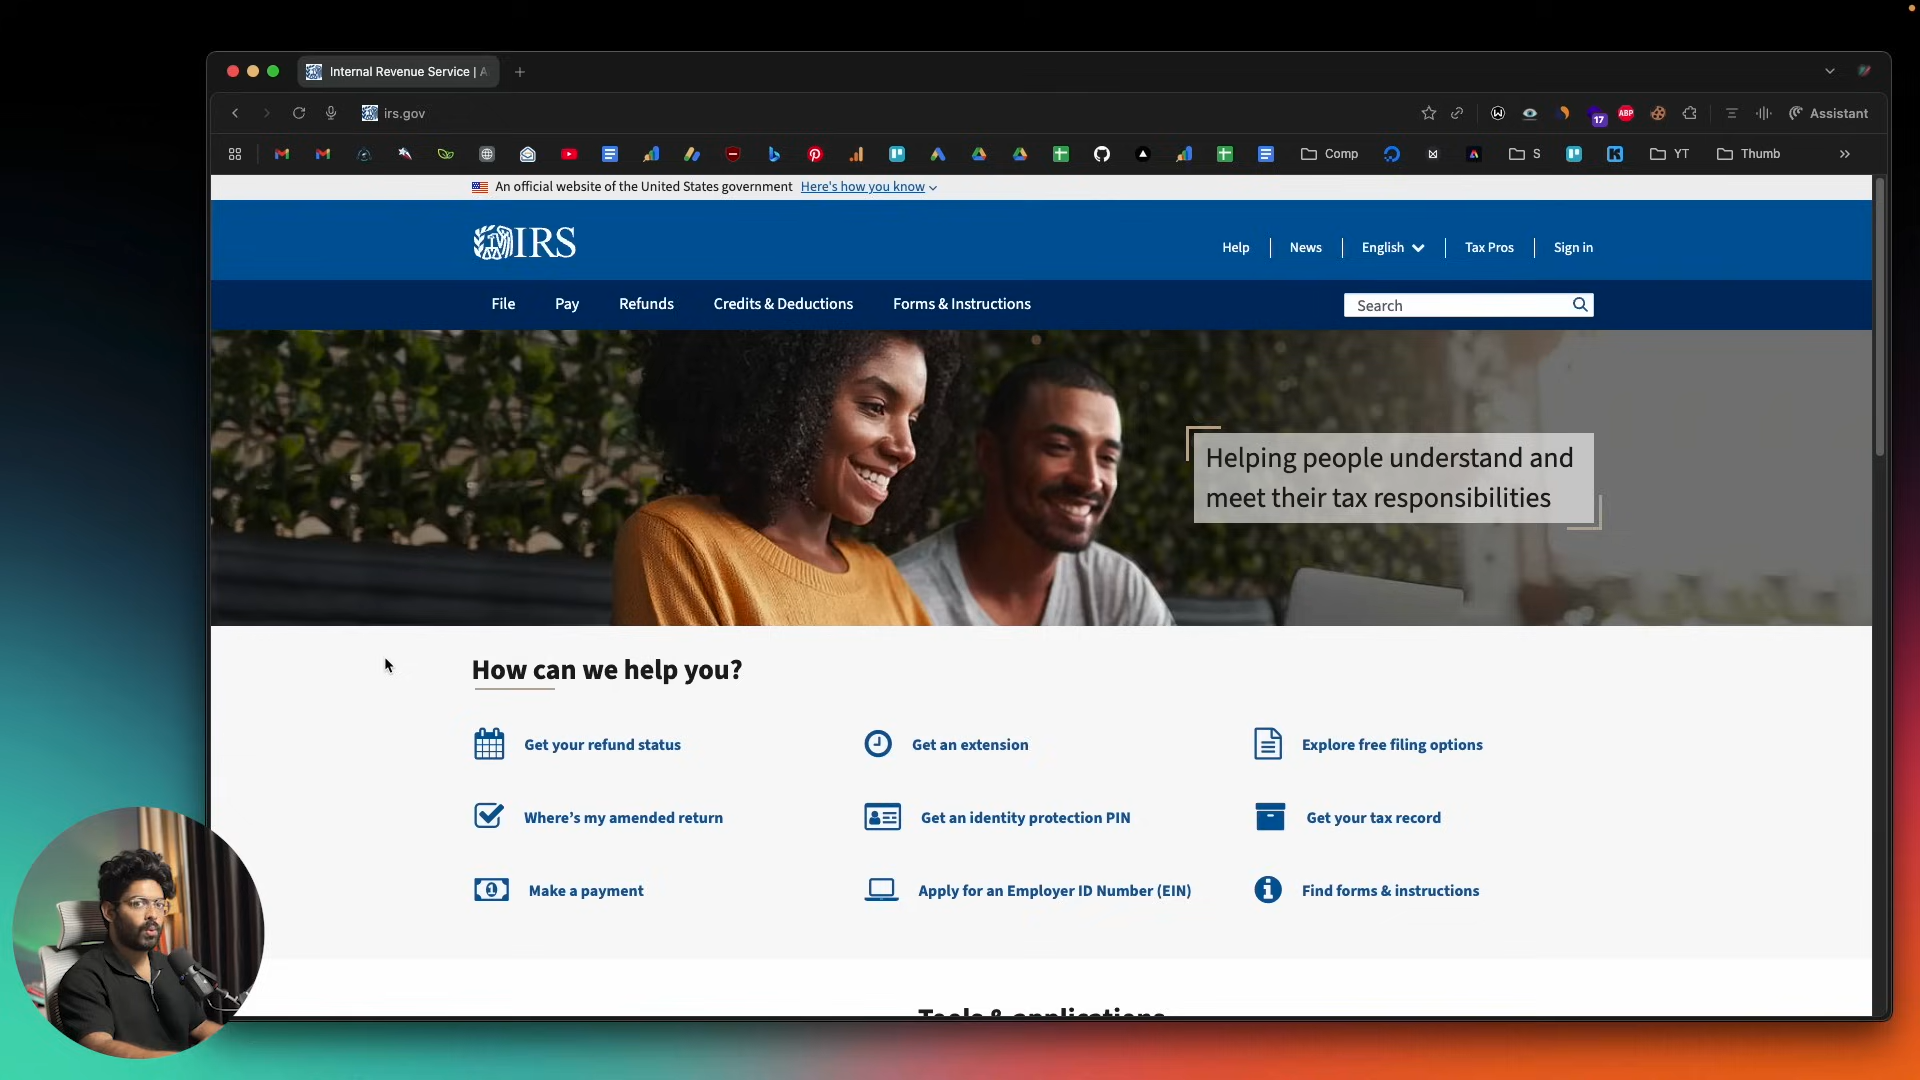 Internal Revenue Service | A
irs.gov
17
ABP
Assistant
Comp
S
YT
Thumb
An official website of the United States government Here's how you know
IRS
Help
News
English
Tax Pros
Sign in
File
Pay
Refunds
Credits & Deductions
Forms & Instructions
Search
Helping people understand and
meet their tax responsibilities
How can we help you?
Get your refund status
Get an extension
Explore free filing options
Where's my amended return
Get an identity protection PIN
Get your tax record
Make a payment
Apply for an Employer ID Number (EIN)
Find forms & instructions
Tools & applications